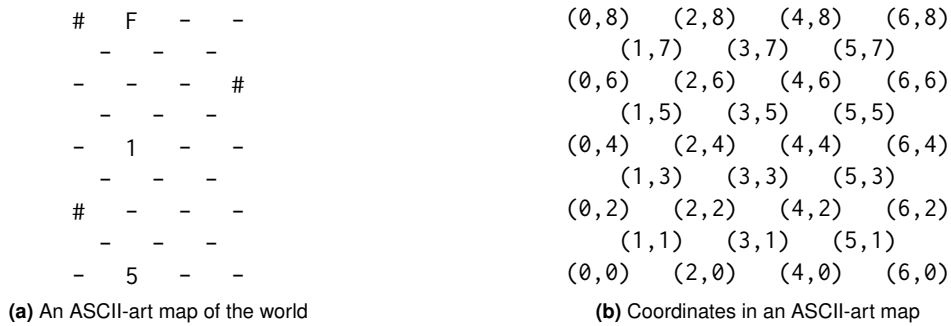 # F - - (0,8) (2,8) (4,8) (6,8)
- - - (1,7) (3,7) (5,7)
- - - # (0,6) (2,6) (4,6) (6,6)
- - - (1,5) (3,5) (5,5)
- 1 - - (0,4) (2,4) (4,4) (6,4)
- - - (1,3) (3,3) (5,3)
# - - - (0,2) (2,2) (4,2) (6,2)
- - - (1,1) (3,1) (5,1)
- 5 - - (0,0) (2,0) (4,0) (6,0)
(a) An ASCII-art map of the world (b) Coordinates in an ASCII-art map